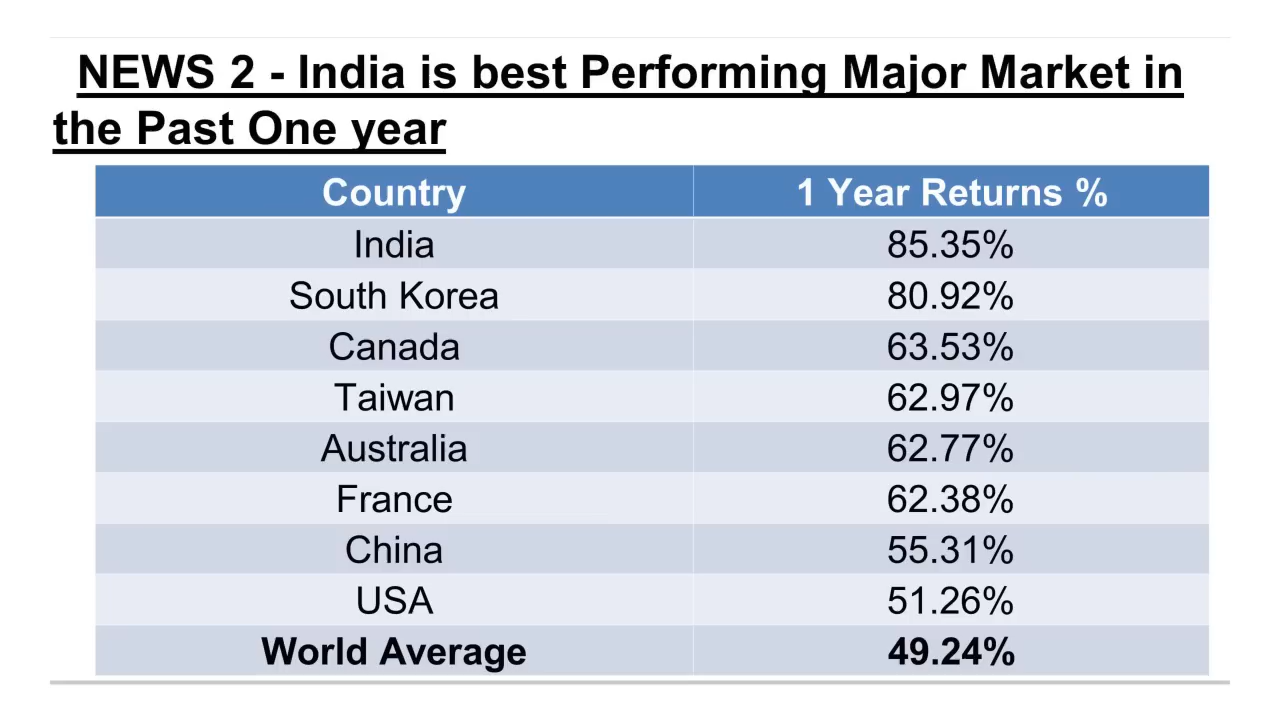 NEWS 2 - India is best Performing Major Market in
the Past One year
Country 1 Year Returns %
India 85.35%
South Korea 80.92%
Canada 63.53%
Taiwan 62.97%
Australia 62.77%
France 62.38%
China 55.31%
USA 51.26%
World Average 49.24%